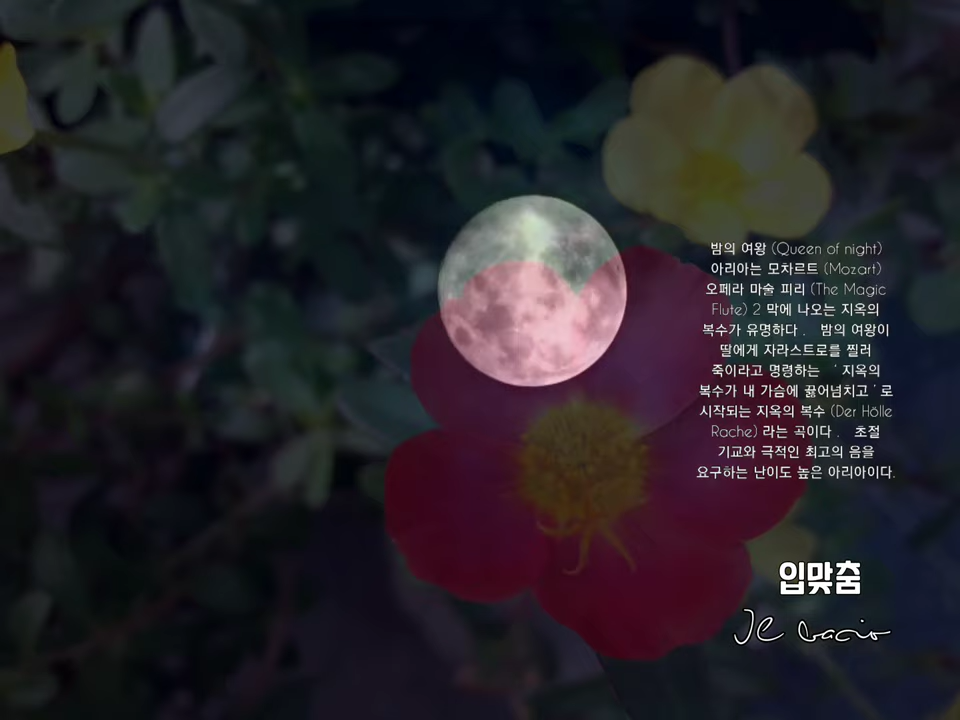 밤의 여왕 (Queen of night)
아리아는 모차르트 (Mozart)
오페라 마술 피리 (The Magic
Flute) 2 막에 나오는 지옥의
복수가 유명하다 . 밤의 여왕이
딸에게 자라스트로를 찔러
죽이라고 명령하는 ' 지옥의
복수가 내 가슴에 끓어넘치고 ' 로
시작되는 지옥의 복수 (Der Hölle
Rache) 라는 곡이다 . 초절
기교와 극적인 최고의 음을
요구하는 난이도 높은 아리아이다.
입맞춤
Il bacio